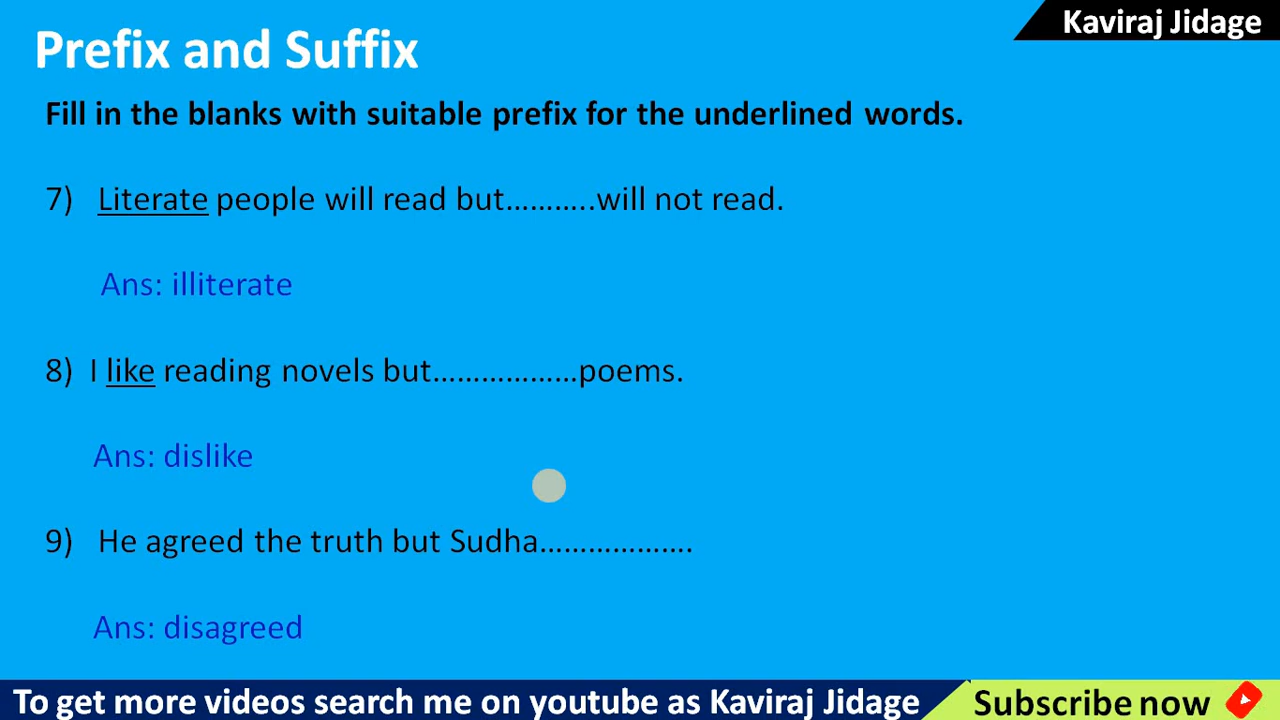 Kaviraj Jidage
Prefix and Suffix
Fill in the blanks with suitable prefix for the underlined words.
7) Literate people will read but………..will not read.
Ans: illiterate
8) I like reading novels but………………poems.
Ans: dislike
9) He agreed the truth but Sudha……………….
Ans: disagreed
To get more videos search me on youtube as Kaviraj Jidage
Subscribe now